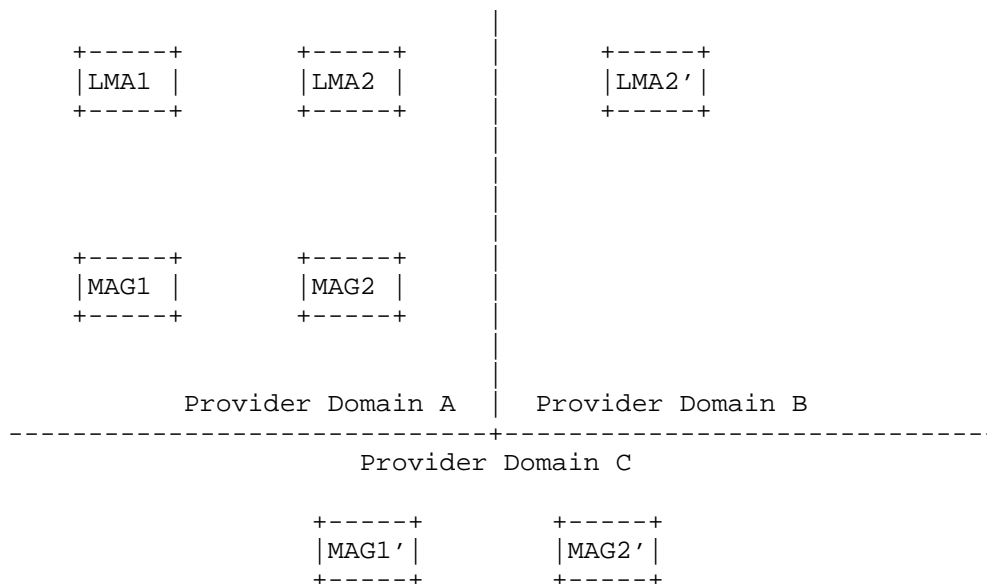 LMA1 LMA2 LMA2’
MAG1 MAG2
Provider Domain A Provider Domain B
Provider Domain C
MAG1’ MAG2’